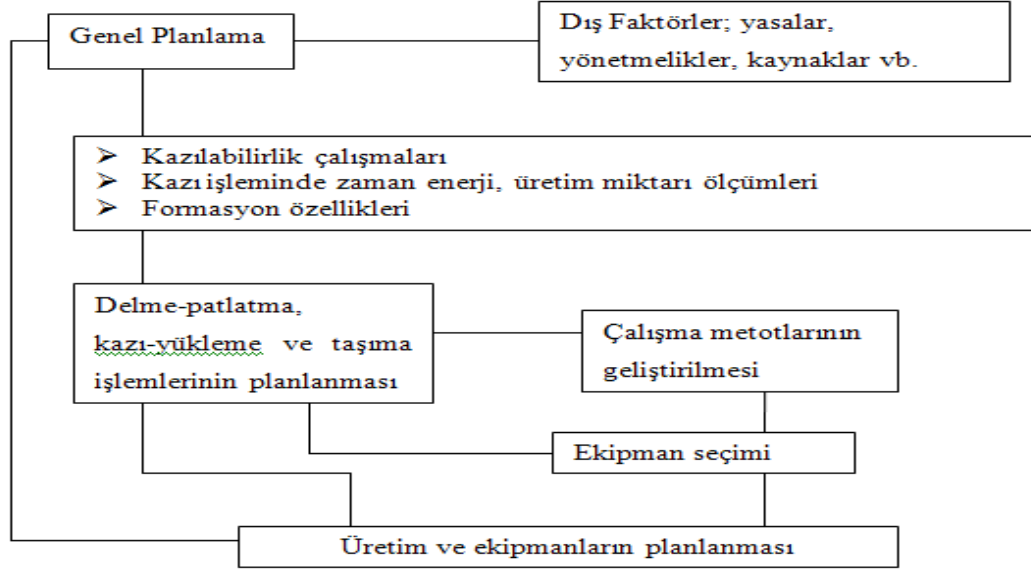 Genel Planlama
Dış Faktörler; yasalar,
yönetmelikler, kaynaklar vb.
➢ Kazılabilirlik çalışmaları
➢ Kazı işleminde zaman enerji, üretim miktarı ölçümleri
➢ Formasyon özellikleri
Delme-patlatma,
kazı-yükleme ve taşıma
işlemlerinin planlanması
Çalışma metotlarının
geliştirilmesi
Ekipman seçimi
Üretim ve ekipmanların planlanması